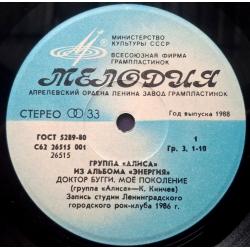 МИНИСТЕРСТВО
КУЛЬТУРЫ СССР
ВСЕСОЮЗНАЯ ФИРМА
ГРАМПЛАСТИНОК
МЕЛОДИЯ
АПРЕЛЕВСКИЙ ОРДЕНА ЛЕНИНА ЗАВОД ГРАМПЛАСТИНОК
СТЕРЕО 33
Год выпуска 1988
ГОСТ 5289-80
1
С62 26515 001
Гр. 3, 1-10
26515
ГРУППА «АЛИСА»
ИЗ АЛЬБОМА «ЭНЕРГИЯ»
ДОКТОР БУГГИ. МОЕ ПОКОЛЕНИЕ
(группа «Алиса»—К. Кинчев)
Запись студии Ленинградского
городского рок-клуба 1986 г.